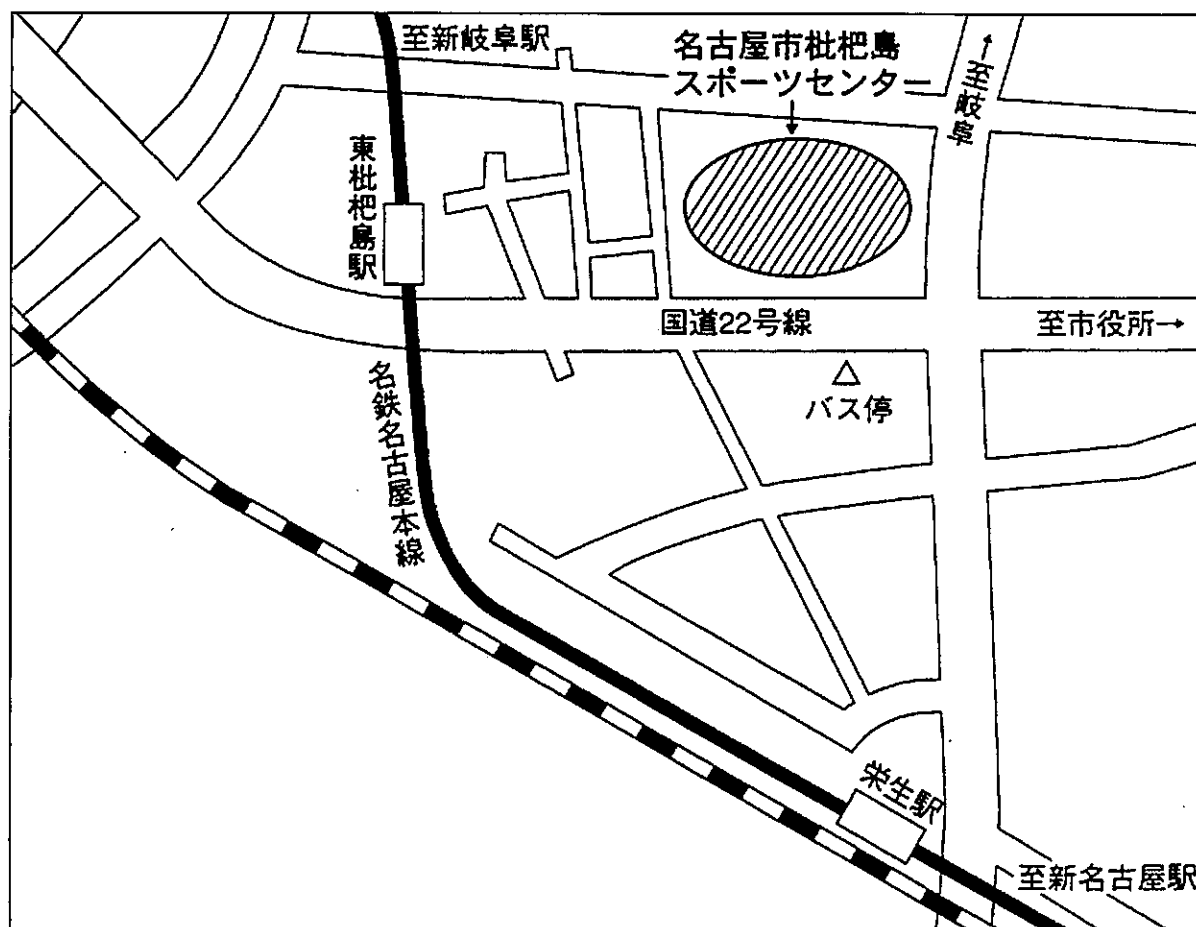 至新岐阜駅
名古屋市枇杷島
スポーツセンター
→至岐阜
東枇杷島駅
国道22号線
至市役所→
バス停
名鉄名古屋本線
栄生駅
至新名古屋駅